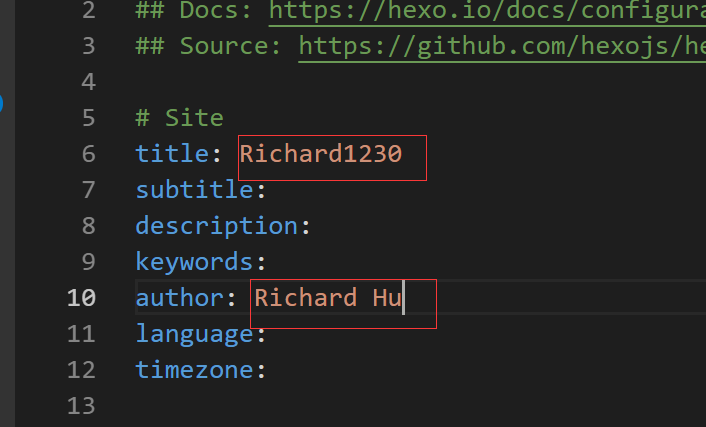 2 ## Docs: https://hexo.io/docs/configura
3 ## Source: https://github.com/hexojs/he
4
5 # Site
6 title: Richard1230
7 subtitle:
8 description:
9 keywords:
10 author: Richard Hu
11 language:
12 timezone:
13